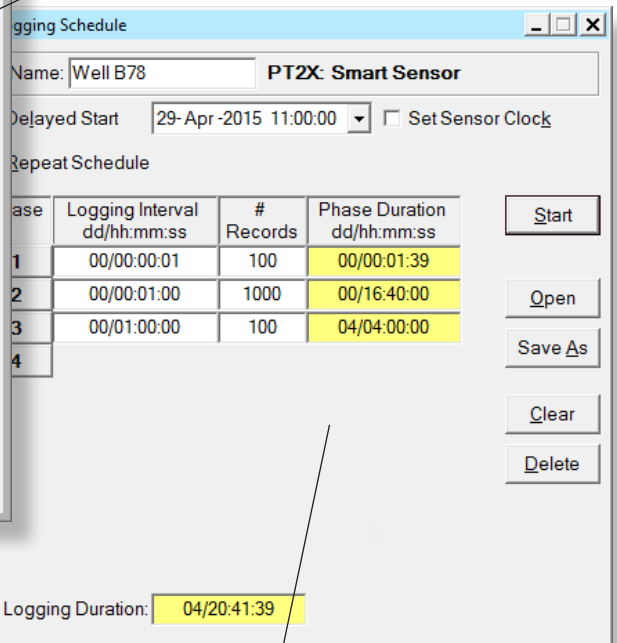 ogging Schedule
Name: Well B78 PT2X: Smart Sensor
Delayed Start 29-Apr-2015 11:00:00 Set Sensor Clock
Repeat Schedule
ase Logging Interval dd/hh:mm:ss # Records Phase Duration dd/hh:mm:ss
1 00/00:00:01 100 00/00:01:39
2 00/00:01:00 1000 00/16:40:00
3 00/01:00:00 100 04/04:00:00
4
Start
Open
Save As
Clear
Delete
Logging Duration: 04/20:41:39